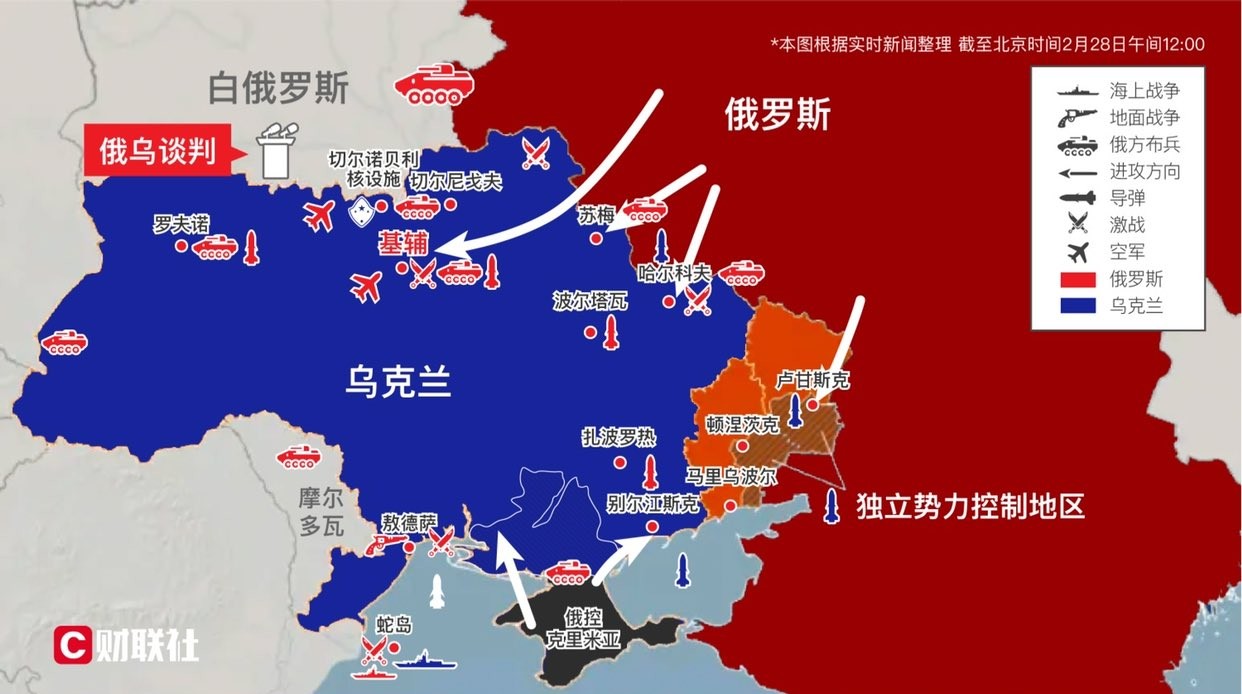 *本图根据实时新闻整理 截至北京时间2月28日午间12:00
白俄罗斯
俄罗斯
海上战争
地面战争
俄方布兵
进攻方向
导弹
激战
空军
俄罗斯
乌克兰
俄乌谈判
切尔诺贝利
核设施
切尔尼戈夫
罗夫诺
基辅
苏梅
哈尔科夫
波尔塔瓦
乌克兰
卢甘斯克
顿涅茨克
扎波罗热
马里乌波尔
别尔江斯克
独立势力控制地区
摩尔
多瓦
敖德萨
蛇岛
俄控
克里米亚
C 财联社